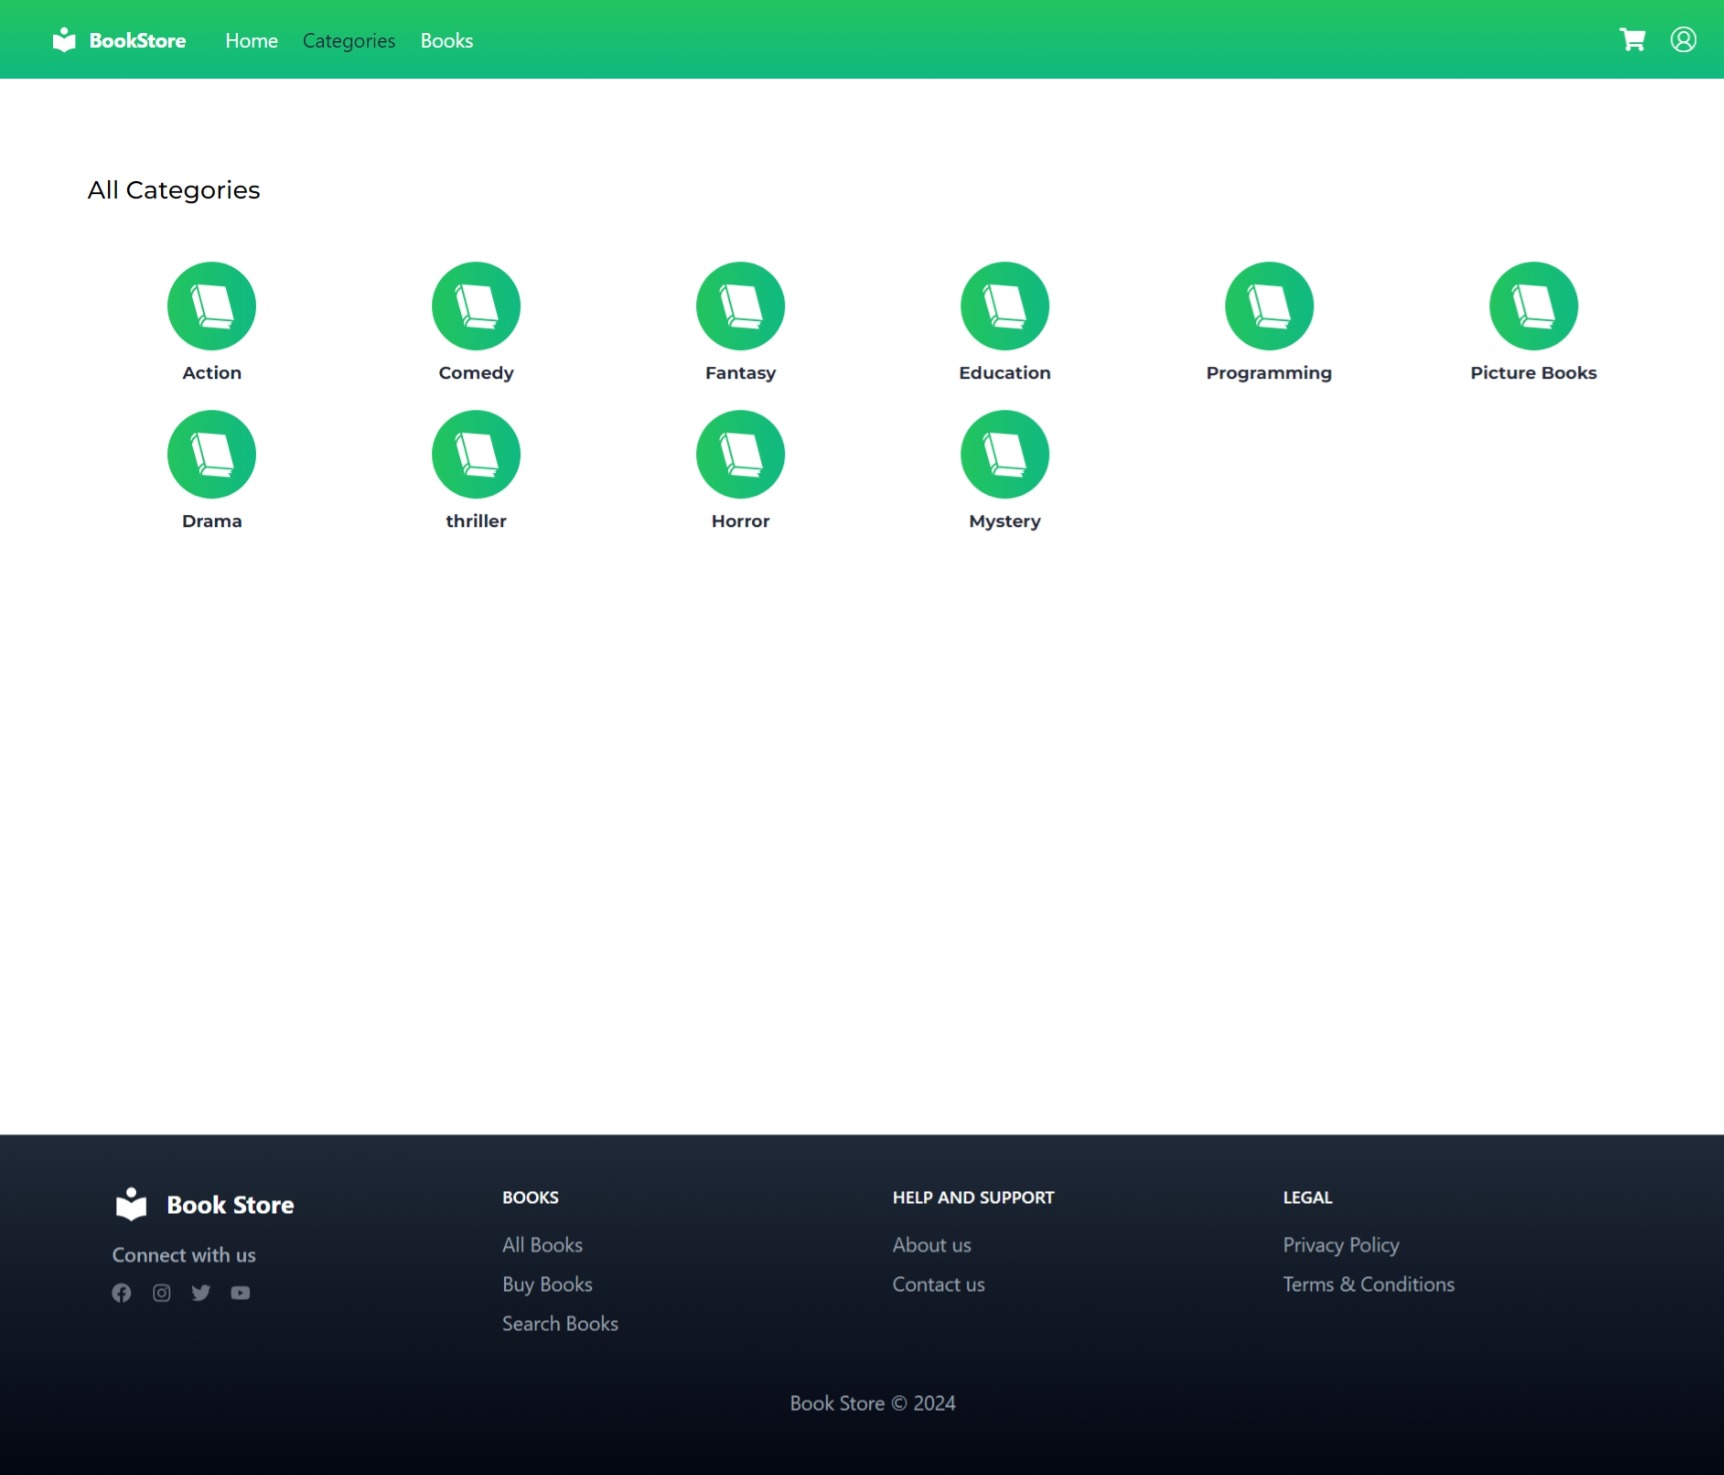 BookStore Home Categories Books
All Categories
Action Comedy Fantasy Education Programming Picture Books
Drama thriller Horror Mystery
Book Store
Connect with us
BOOKS
All Books
Buy Books
Search Books
HELP AND SUPPORT
About us
Contact us
LEGAL
Privacy Policy
Terms & Conditions
Book Store © 2024